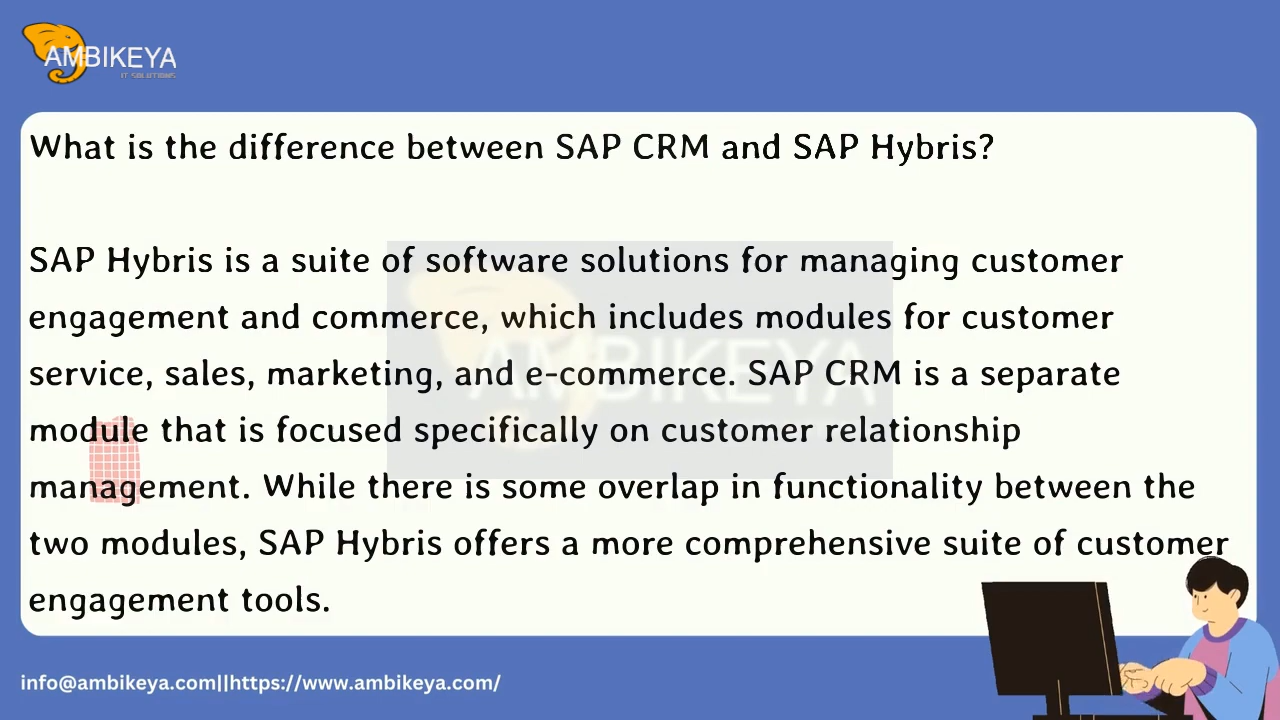 AMBIKEYA
IT SOLUTIONS
What is the difference between SAP CRM and SAP Hybris?
SAP Hybris is a suite of software solutions for managing customer
engagement and commerce, which includes modules for customer
service, sales, marketing, and e-commerce. SAP CRM is a separate
module that is focused specifically on customer relationship
management. While there is some overlap in functionality between the
two modules, SAP Hybris offers a more comprehensive suite of customer
engagement tools.
AMBIKEYA
info@ambikeya.com||https://www.ambikeya.com/